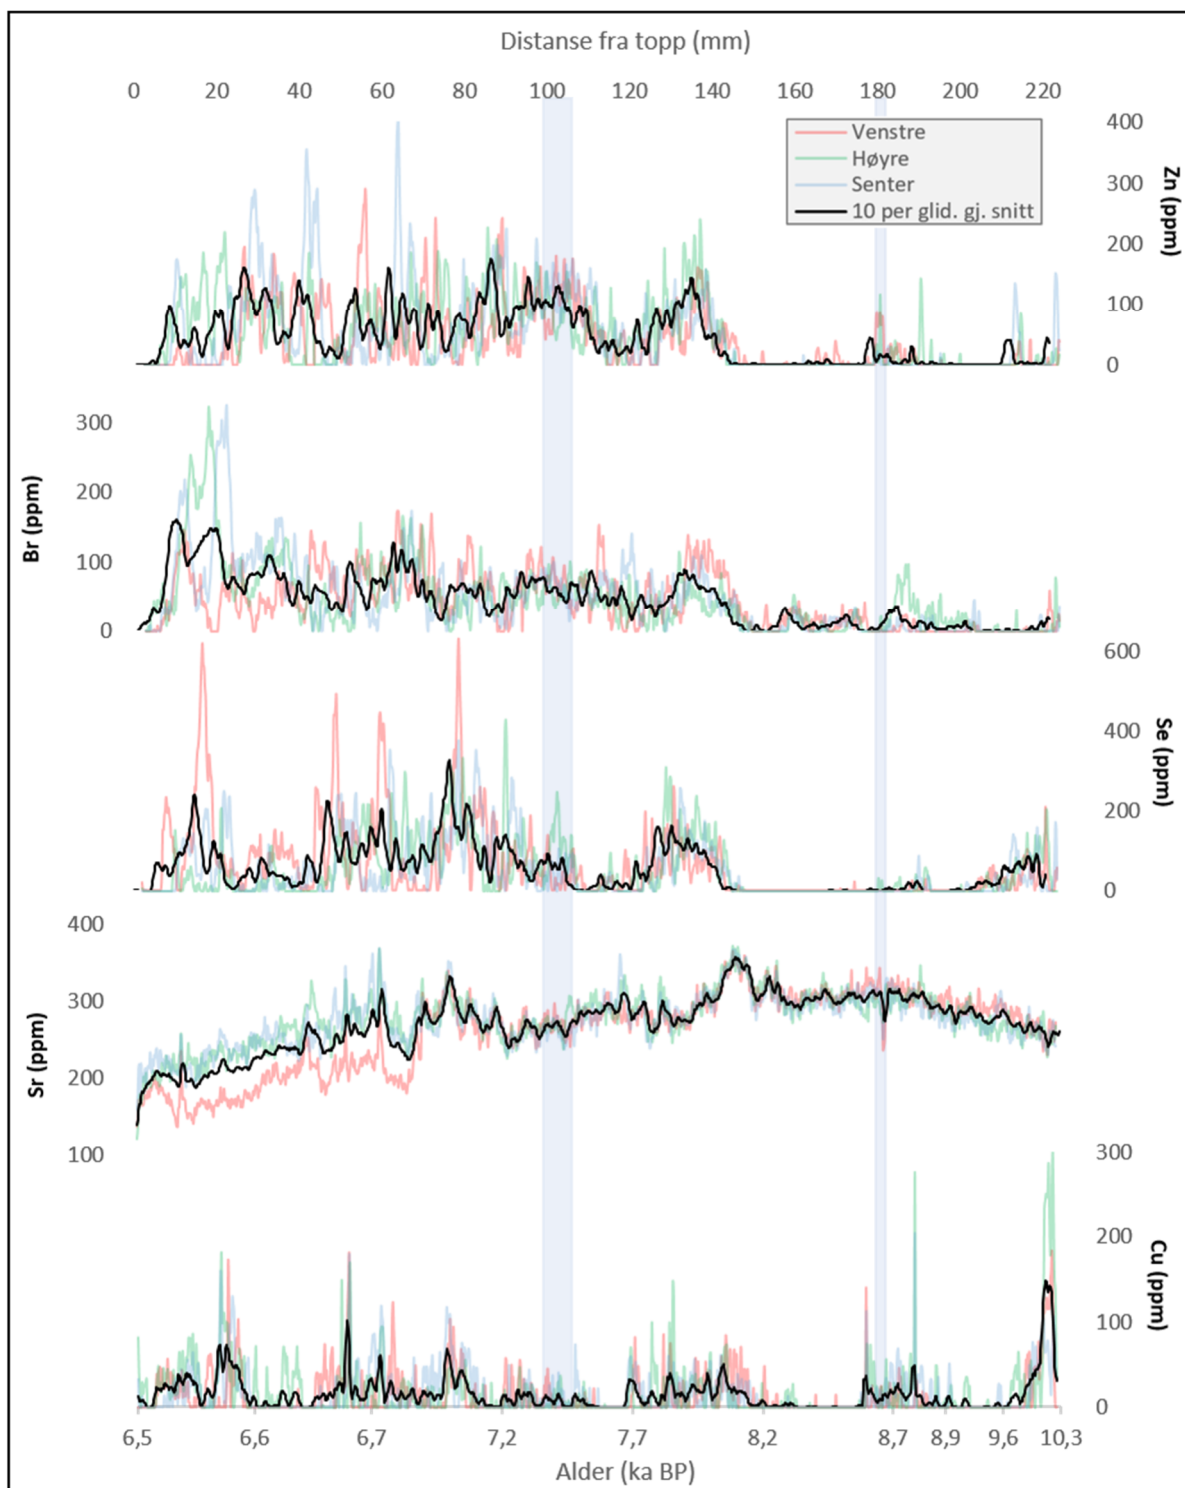 Distanse fra topp (mm)
0 20 40 60 80 100 120 140 160 180 200 220
Venstre
Høyre
Senter
10 per glid. gj. snitt
400
300
200
100
0
Zn (ppm)
300
200
100
0
Br (ppm)
600
400
200
0
Se (ppm)
400
300
200
100
Sr (ppm)
300
200
100
0
Cu (ppm)
6,5 6,6 6,7 7,2 7,7 8,2 8,7 8,9 9,6 10,3
Alder (ka BP)